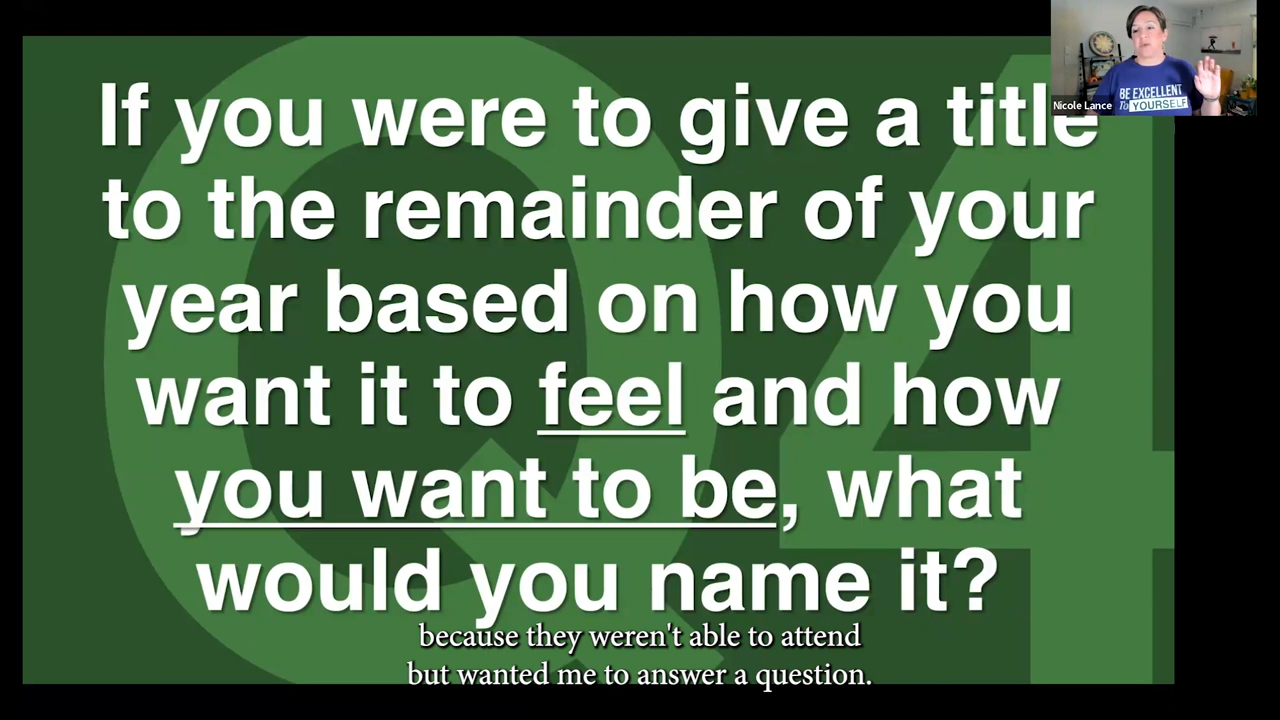 If you were to give a title
to the remainder of your
year based on how you
want it to feel and how
you want to be, what
would you name it?
Q4
Nicole Lance
BE EXCELLENT
To YOURSELF
because they weren't able to attend
but wanted me to answer a question.